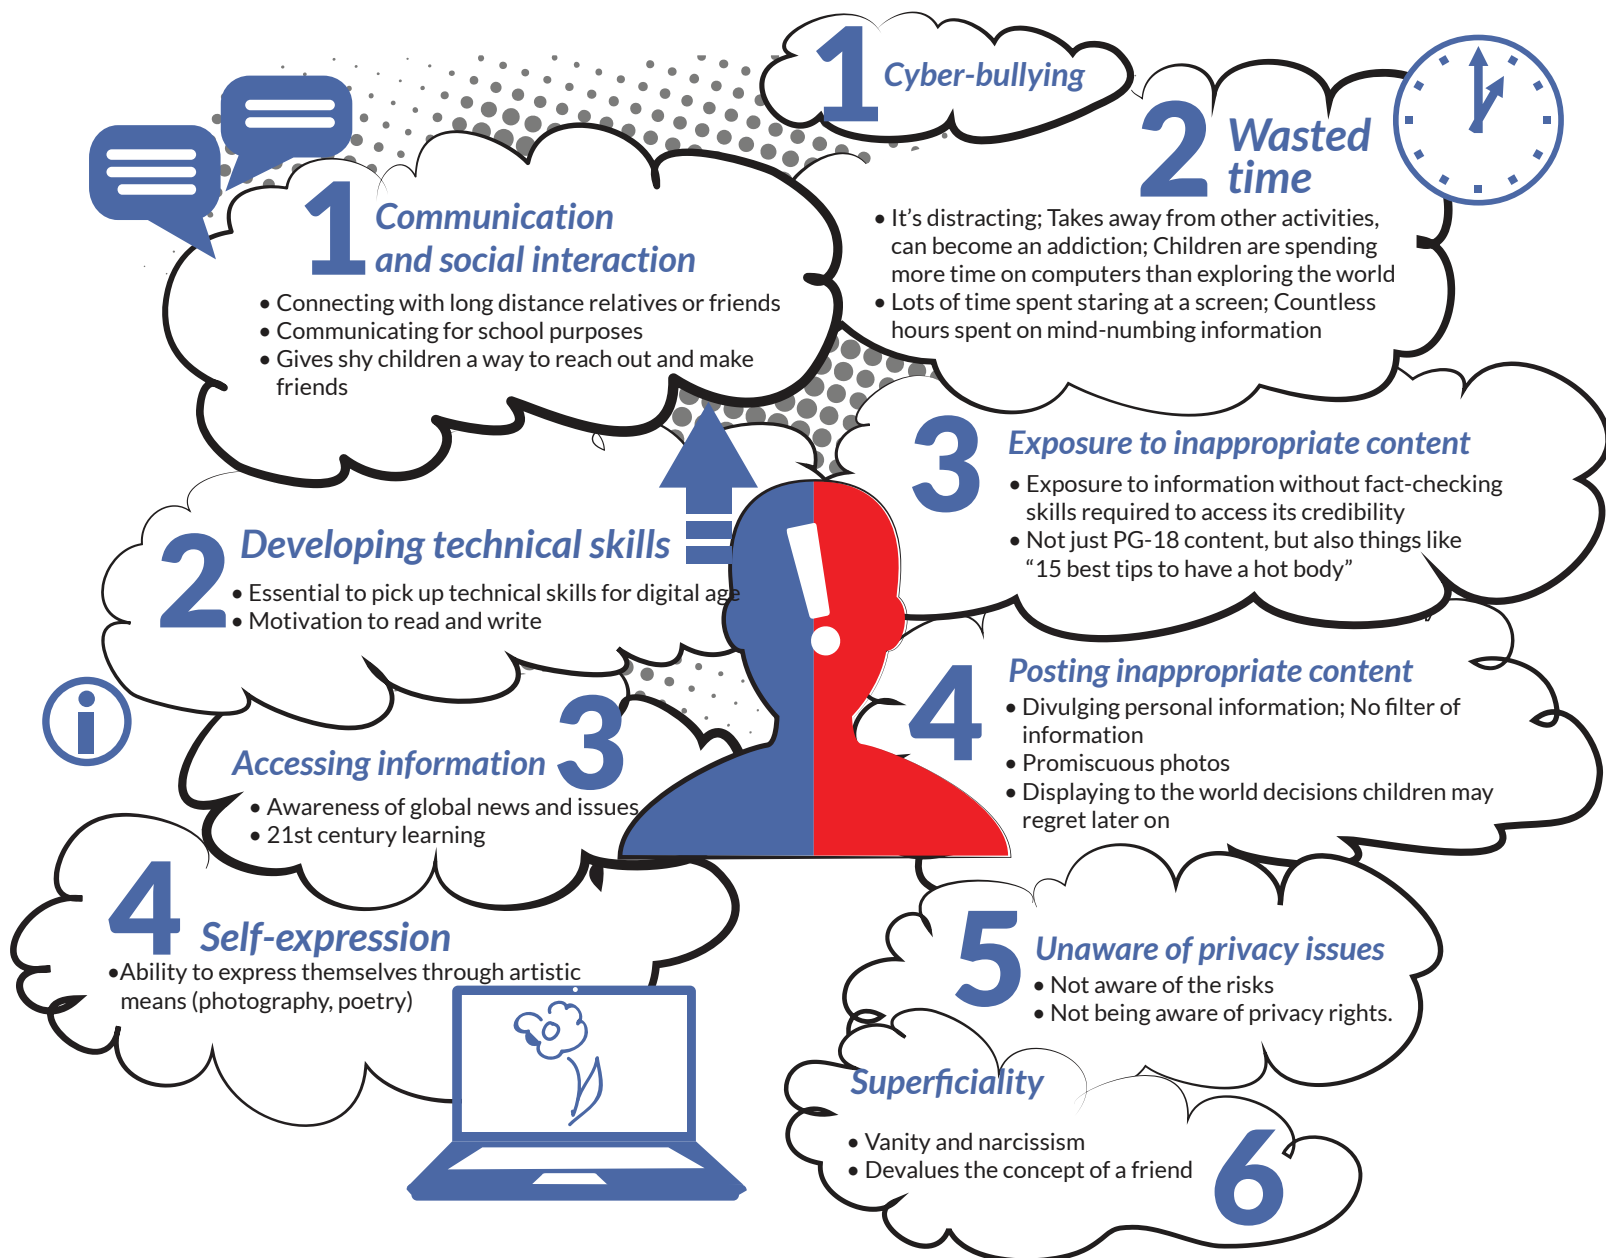 1
Communication
and social interaction
• Connecting with long distance relatives or friends
• Communicating for school purposes
• Gives shy children a way to reach out and make
friends
2
Developing technical skills
• Essential to pick up technical skills for digital age
• Motivation to read and write
3
Accessing information
• Awareness of global news and issues
• 21st century learning
4
Self-expression
•Ability to express themselves through artistic
means (photography, poetry)
1
Cyber-bullying
2
Wasted
time
• It’s distracting; Takes away from other activities,
can become an addiction; Children are spending
more time on computers than exploring the world
• Lots of time spent staring at a screen; Countless
hours spent on mind-numbing information
3
Exposure to inappropriate content
• Exposure to information without fact-checking
skills required to access its credibility
• Not just PG-18 content, but also things like
“15 best tips to have a hot body”
4
Posting inappropriate content
• Divulging personal information; No filter of
information
• Promiscuous photos
• Displaying to the world decisions children may
regret later on
5
Unaware of privacy issues
• Not aware of the risks
• Not being aware of privacy rights.
Superficiality
• Vanity and narcissism
• Devalues the concept of a friend
6